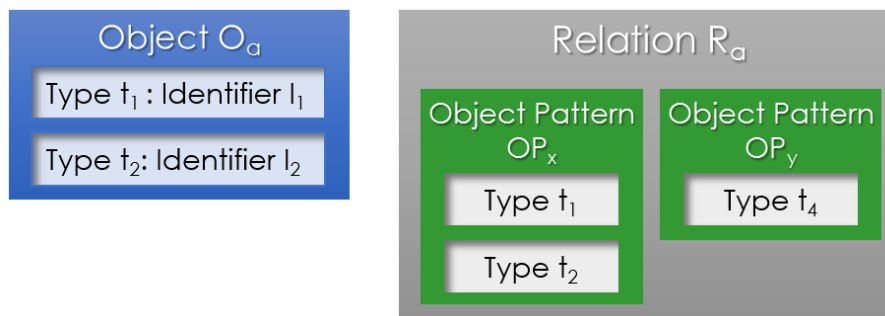 Object Oₐ
Type t₁ : Identifier I₁
Type t₂: Identifier I₂
Relation Rₐ
Object Pattern
OPₓ
Type t₁
Type t₂
Object Pattern
OPᵧ
Type t₄